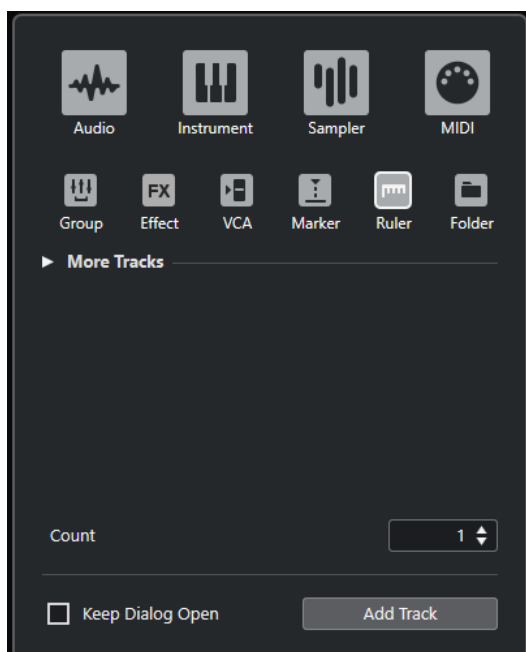 Audio Instrument Sampler MIDI
FX
Group Effect VCA Marker Ruler Folder
More Tracks
Count 1
Keep Dialog Open Add Track